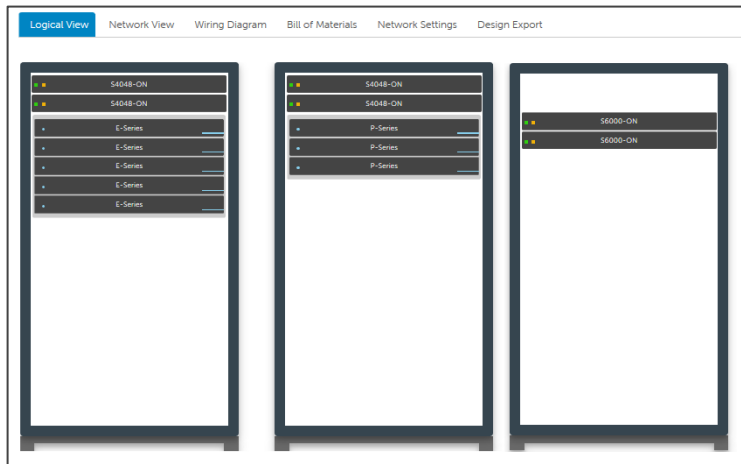 Logical View Network View Wiring Diagram Bill of Materials Network Settings Design Export
S4048-ON
S4048-ON
E-Series
E-Series
E-Series
E-Series
E-Series
S4048-ON
S4048-ON
P-Series
P-Series
P-Series
S6000-ON
S6000-ON